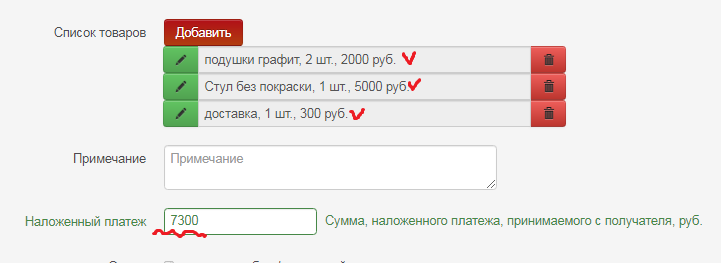 Список товаров Добавить
подушки графит, 2 шт., 2000 руб.
Стул без покраски, 1 шт., 5000 руб.
доставка, 1 шт., 300 руб.
Примечание Примечание
Наложенный платеж 7300 Сумма, наложенного платежа, принимаемого с получателя, руб.